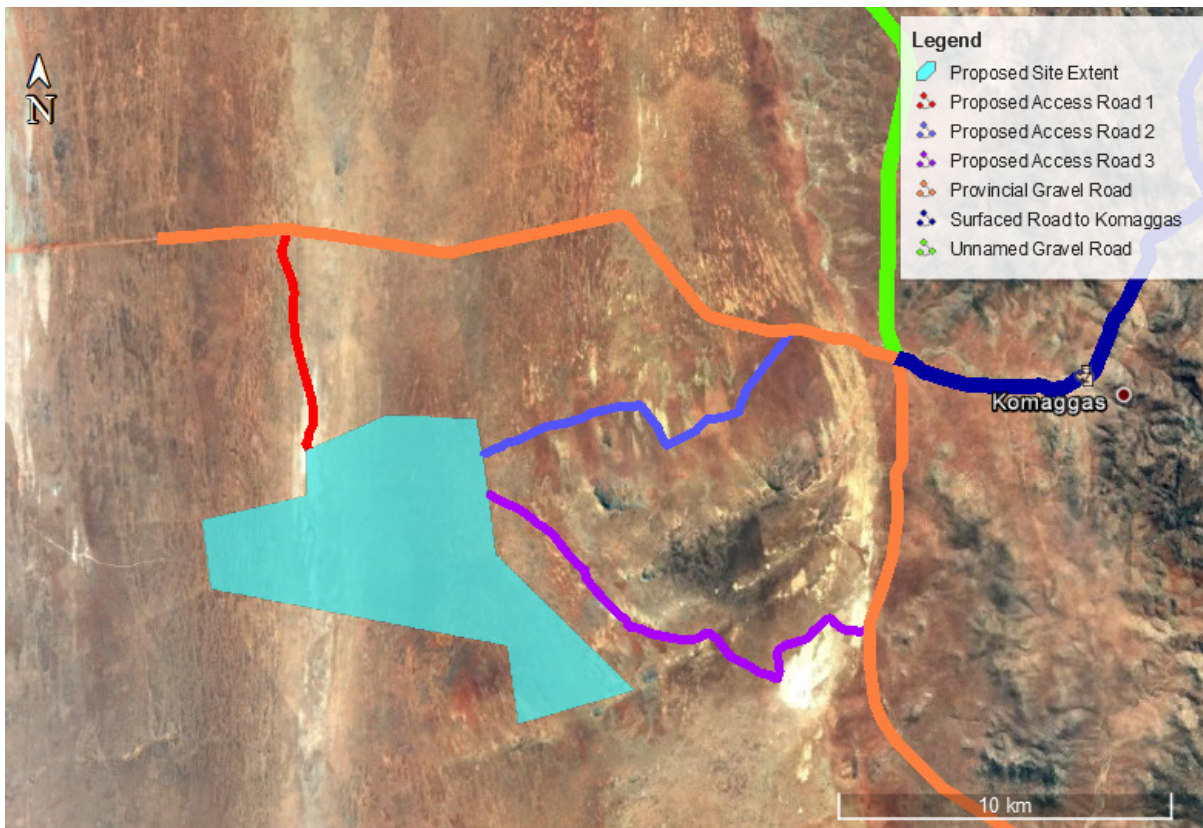 N
Legend
Proposed Site Extent
Proposed Access Road 1
Proposed Access Road 2
Proposed Access Road 3
Provincial Gravel Road
Surfaced Road to Komaggas
Unnamed Gravel Road
Komaggas
10 km